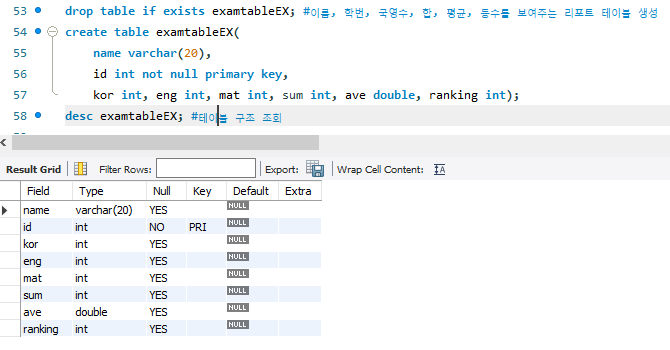 53 drop table if exists examtableEX; #이름, 학번, 국영수, 합, 평균, 등수를 보여주는 리포트 테이블 생성
54 create table examtableEX(
55 name varchar(20),
56 id int not null primary key,
57 kor int, eng int, mat int, sum int, ave double, ranking int);
58 desc examtableEX; #테이블 구조 조회
Result Grid Filter Rows: Export: Wrap Cell Content: IA
Field Type Null Key Default Extra
name varchar(20) YES NULL
id int NO PRI NULL
kor int YES NULL
eng int YES NULL
mat int YES NULL
sum int YES NULL
ave double YES NULL
ranking int YES NULL